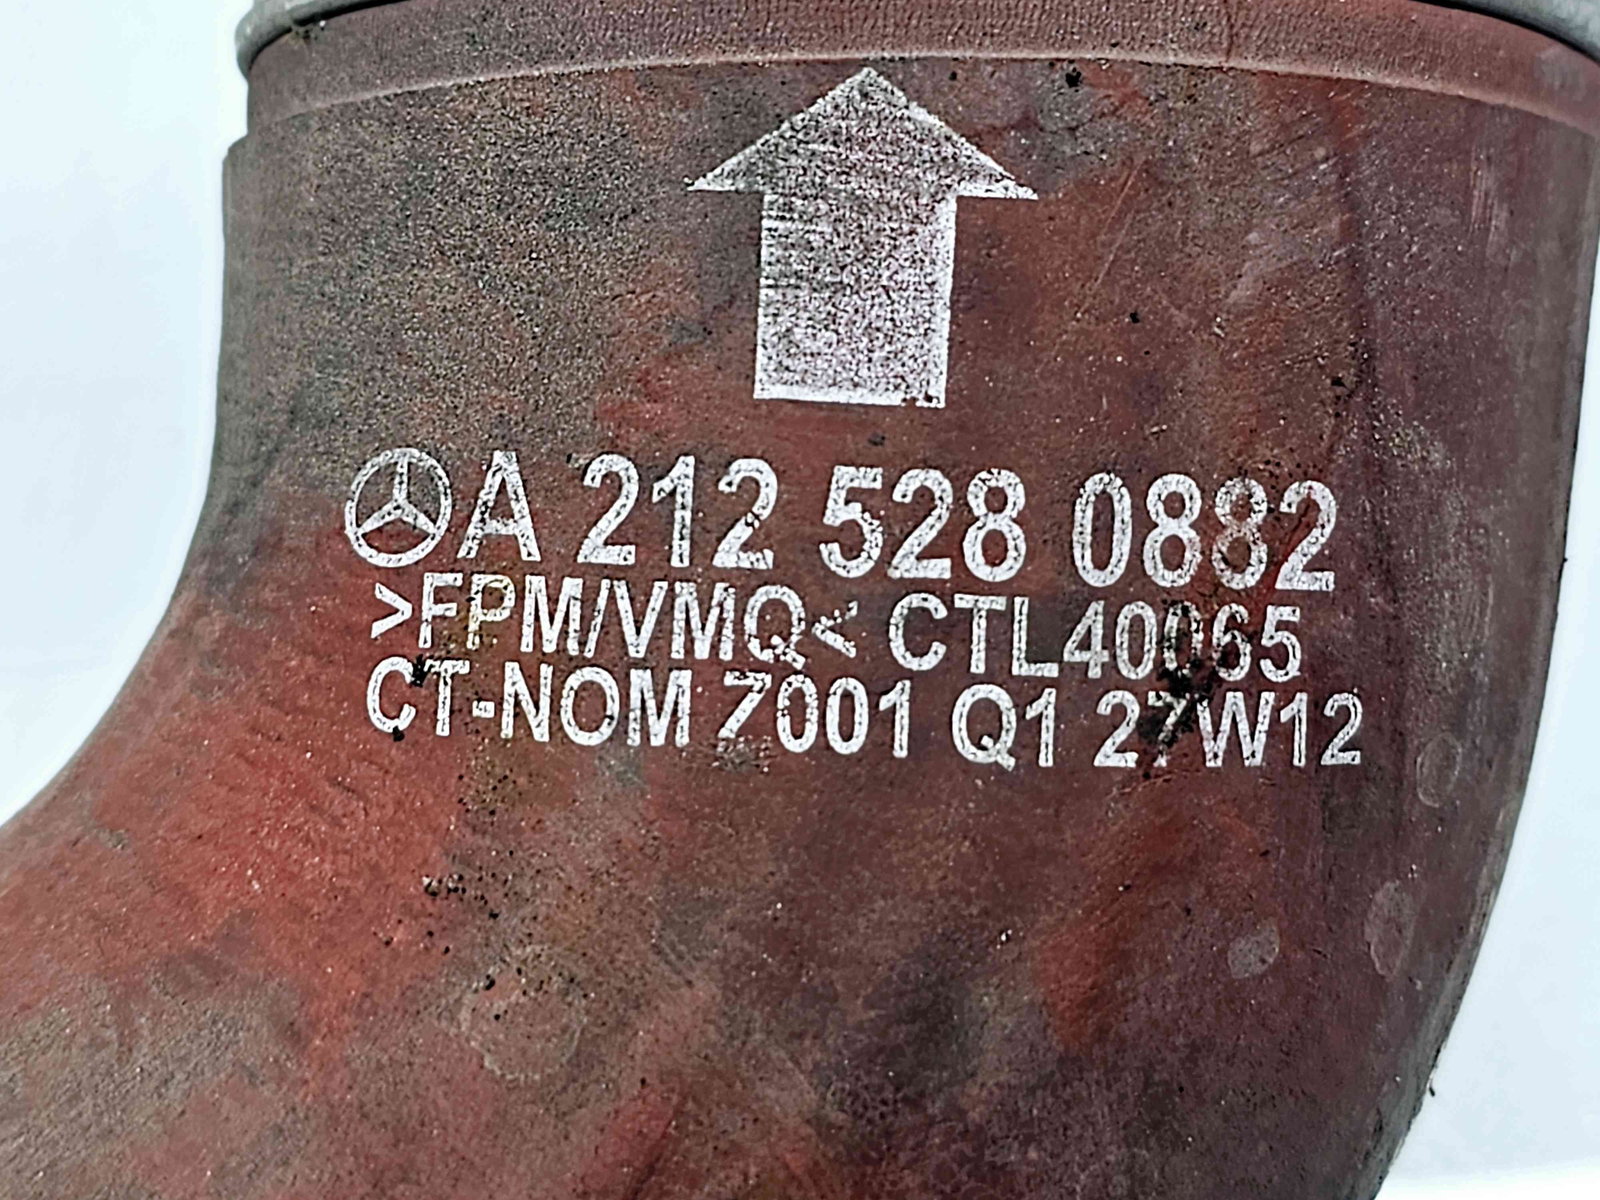 A 212 528 0882
>FPM/VMQ< CTL40065
CT-NOM 7001 Q1 27W12